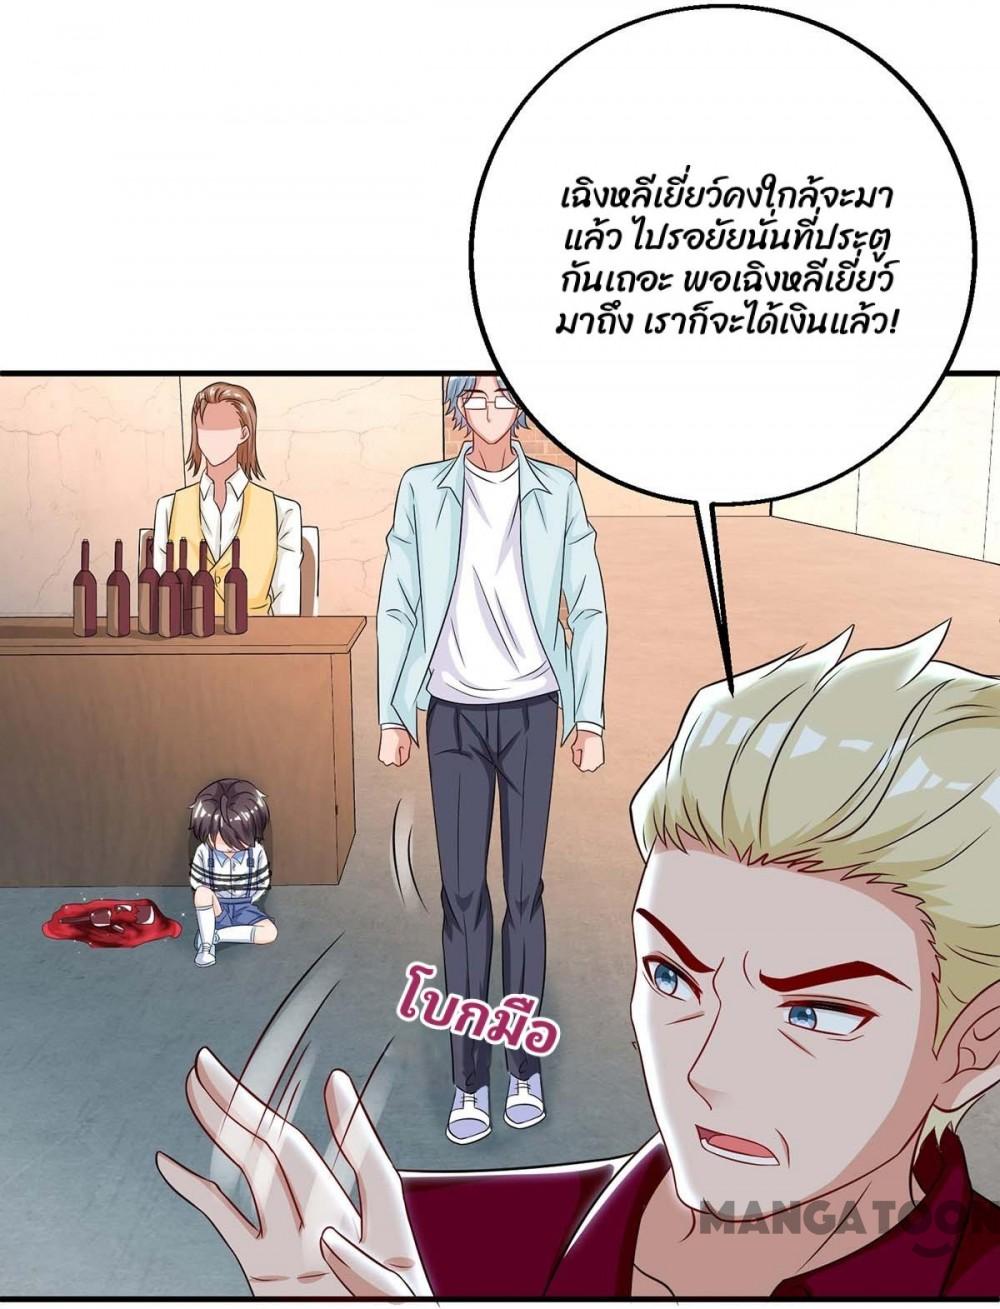 เฉิงหลีเยี่ยว์คงใกล้จะมา
แล้ว ไปรอยัยนั่นที่ประตู
กันเถอะ พอเฉิงหลีเยี่ยว์
มาถึง เราก็จะได้เงินแล้ว!
โบกมือ
MANGATOON